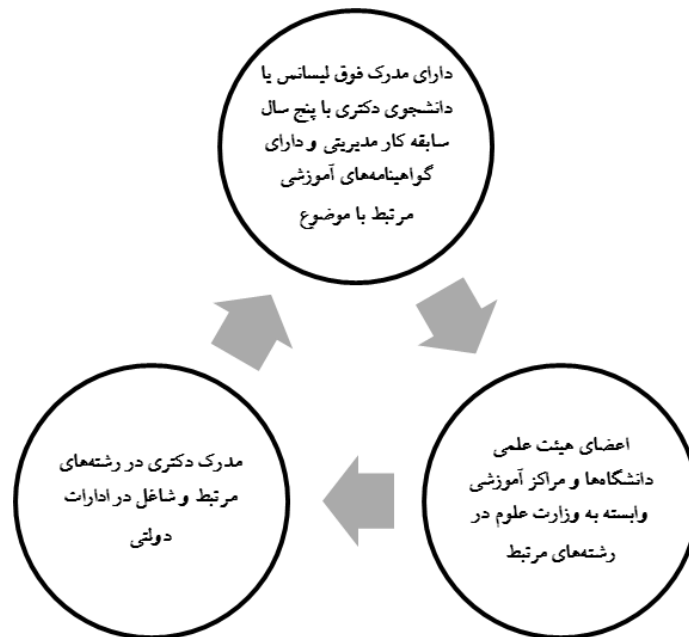 دارای مدرک فوق لیسانس یا
دانشجوی دکتری با پنج سال
سابقه کار مدیریتی و دارای
گواهینامه‌های آموزشی
مرتبط با موضوع
اعضای هیئت علمی
دانشگاه‌ها و مراکز آموزشی
وابسته به وزارت علوم در
رشته‌های مرتبط
مدرک دکتری در رشته‌های
مرتبط و شاغل در ادارات
دولتی